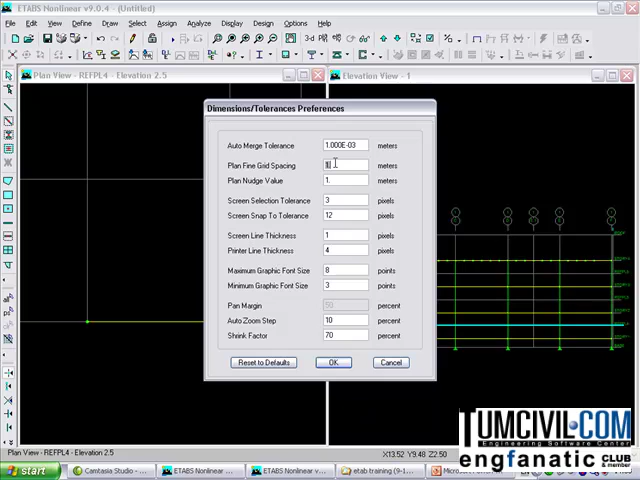 ETABS Nonlinear v9.0.4 - (Untitled)
File Edit View Define Draw Select Assign Analyze Display Design Options Help
Plan View - REFPL4 - Elevation 2.5
Elevation View - 1
Dimensions/Tolerances Preferences
Auto Merge Tolerance 1.000E-03 meters
Plan Fine Grid Spacing meters
Plan Nudge Value 1. meters
Screen Selection Tolerance 3 pixels
Screen Snap To Tolerance 12 pixels
Screen Line Thickness 1 pixels
Printer Line Thickness 4 pixels
Maximum Graphic Font Size 8 points
Minimum Graphic Font Size 3 points
Pan Margin 50 percent
Auto Zoom Step 10 percent
Shrink Factor 70 percent
Reset to Defaults OK Cancel
TUMCIVIL.COM
Engineering Software Center
engfanatic CLUB
& member
Plan View - REFPL4 - Elevation 2.5
X13.52 Y9.48 Z2.50
start Camtasia Studio - ... ETABS Nonlinear ... ETABS Nonlinear v... etab training (9-1... Microsoft